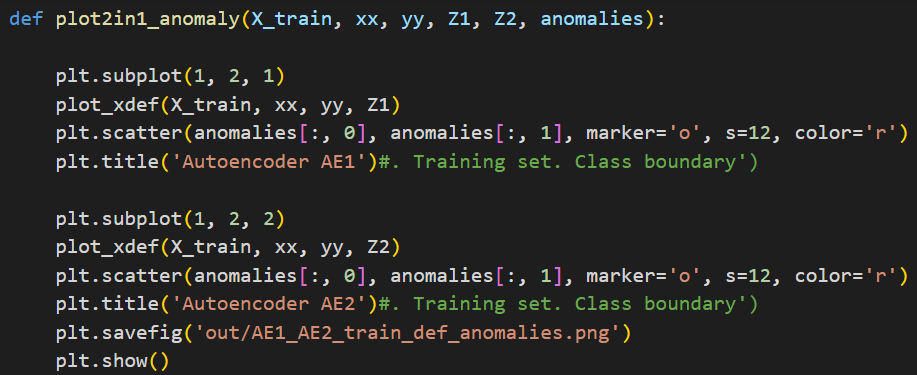 def plot2in1_anomaly(X_train, xx, yy, Z1, Z2, anomalies):
plt.subplot(1, 2, 1)
plot_xdef(X_train, xx, yy, Z1)
plt.scatter(anomalies[:, 0], anomalies[:, 1], marker='o', s=12, color='r')
plt.title('Autoencoder AE1')#. Training set. Class boundary')
plt.subplot(1, 2, 2)
plot_xdef(X_train, xx, yy, Z2)
plt.scatter(anomalies[:, 0], anomalies[:, 1], marker='o', s=12, color='r')
plt.title('Autoencoder AE2')#. Training set. Class boundary')
plt.savefig('out/AE1_AE2_train_def_anomalies.png')
plt.show()